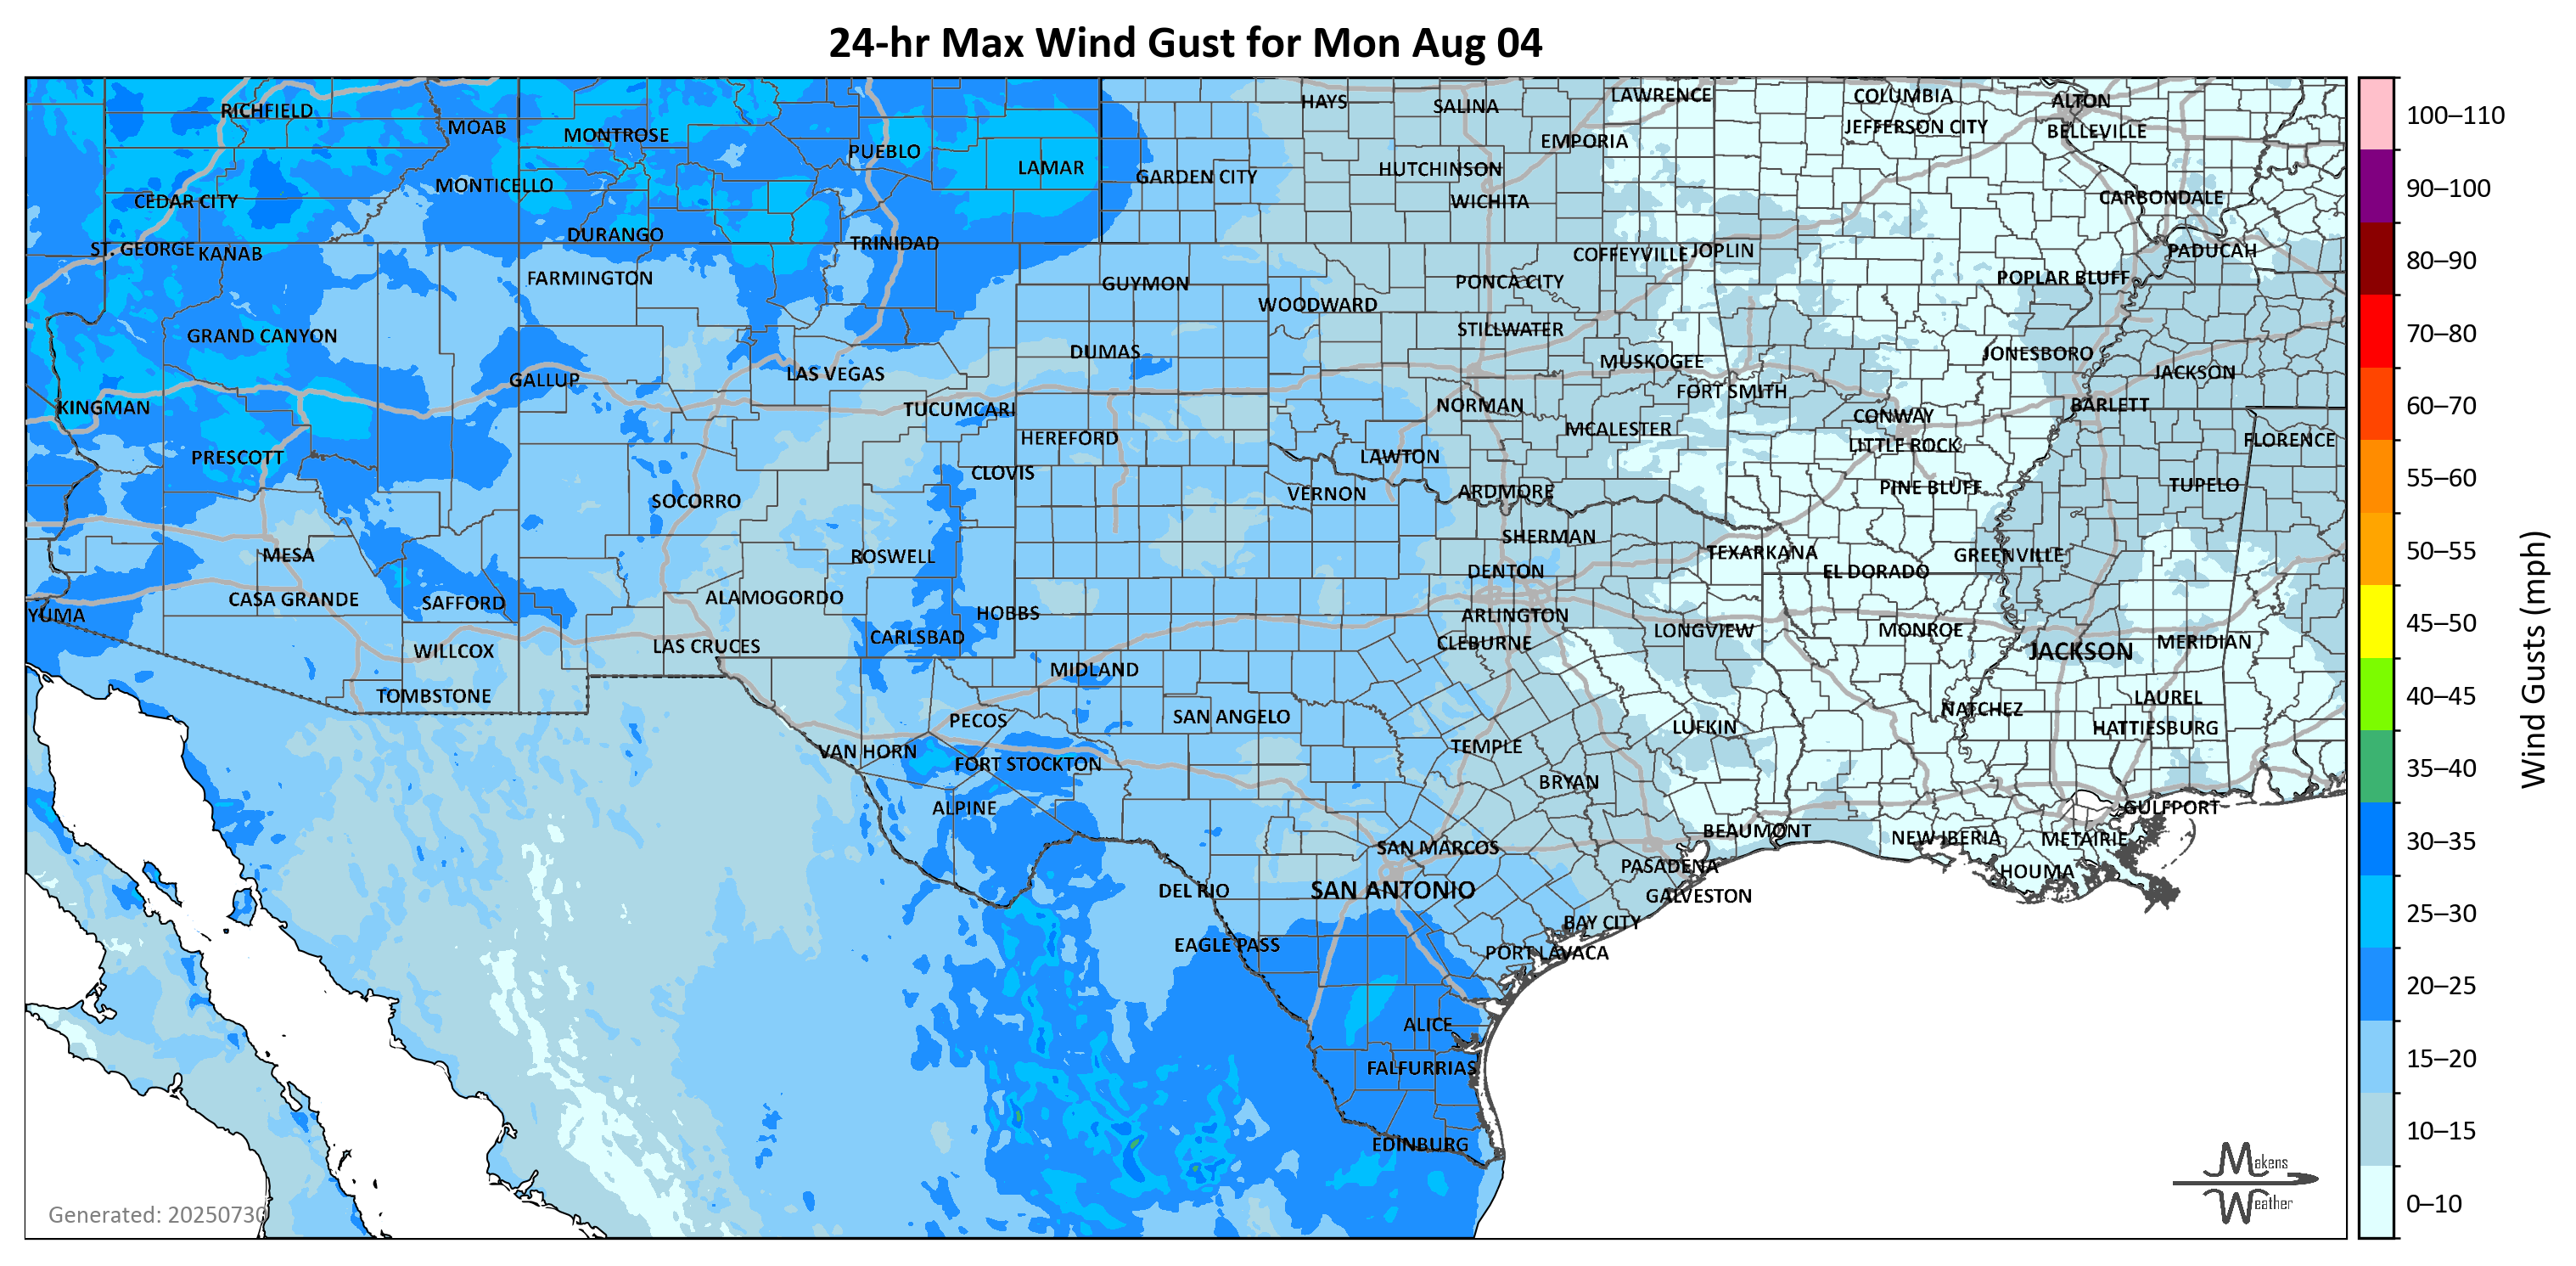 24-hr Max Wind Gust for Mon Aug 04
RICHFIELD
MOAB
MONTROSE
PUEBLO
LAMAR
HAYS
SALINA
LAWRENCE
COLUMBIA
ALTON
JEFFERSON CITY
BELLEVILLE
EMPORIA
HUTCHINSON
GARDEN CITY
WICHITA
CARBONDALE
MONTICELLO
CEDAR CITY
DURANGO
TRINIDAD
ST. GEORGE
KANAB
FARMINGTON
GUYMON
WOODWARD
PONCA CITY
COFFEYVILLE
JOPLIN
POPLAR BLUFF
PADUCAH
GRAND CANYON
GALLUP
LAS VEGAS
DUMAS
STILLWATER
MUSKOGEE
FORT SMITH
JONESBORO
JACKSON
KINGMAN
TUCUMCARI
HEREFORD
NORMAN
MCALESTER
CONWAY
LITTLE ROCK
BARLETT
FLORENCE
PRESCOTT
SOCORRO
CLOVIS
LAWTON
VERNON
ARDMORE
PINE BLUFF
TUPELO
MESA
ROSWELL
SHERMAN
DENTON
TEXARKANA
EL DORADO
GREENVILLE
YUMA
CASA GRANDE
SAFFORD
ALAMOGORDO
HOBBS
ARLINGTON
CLEBURNE
LONGVIEW
MONROE
JACKSON
MERIDIAN
WILLCOX
LAS CRUCES
CARLSBAD
MIDLAND
TOMBSTONE
PECOS
SAN ANGELO
LUFKIN
NATCHEZ
LAUREL
HATTIESBURG
VAN HORN
FORT STOCKTON
TEMPLE
BRYAN
ALPINE
BEAUMONT
NEW IBERIA
METAIRIE
GULFPORT
SAN MARCOS
PASADENA
HOUMA
DEL RIO
SAN ANTONIO
GALVESTON
EAGLE PASS
BAY CITY
PORT LAVACA
ALICE
FALFURRIAS
EDINBURG
Generated: 20250730
Makens
Weather
100–110
90–100
80–90
70–80
60–70
55–60
50–55
45–50
40–45
35–40
30–35
25–30
20–25
15–20
10–15
0–10
Wind Gusts (mph)